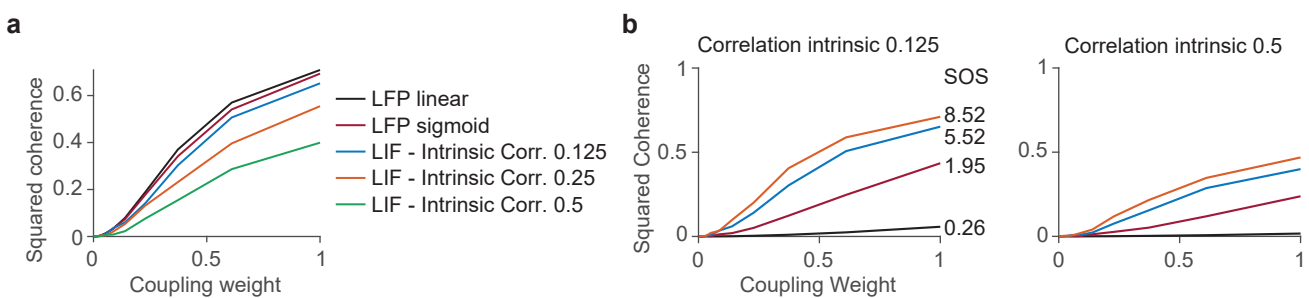 a
Squared coherence
0.6
0.4
0.2
0
0
0.5
1
Coupling weight
LFP linear
LFP sigmoid
LIF - Intrinsic Corr. 0.125
LIF - Intrinsic Corr. 0.25
LIF - Intrinsic Corr. 0.5
b
Correlation intrinsic 0.125
Squared Coherence
1
0.5
0
0
0.5
1
Coupling Weight
SOS
8.52
5.52
1.95
0.26
Correlation intrinsic 0.5
1
0.5
0
0
0.5
1